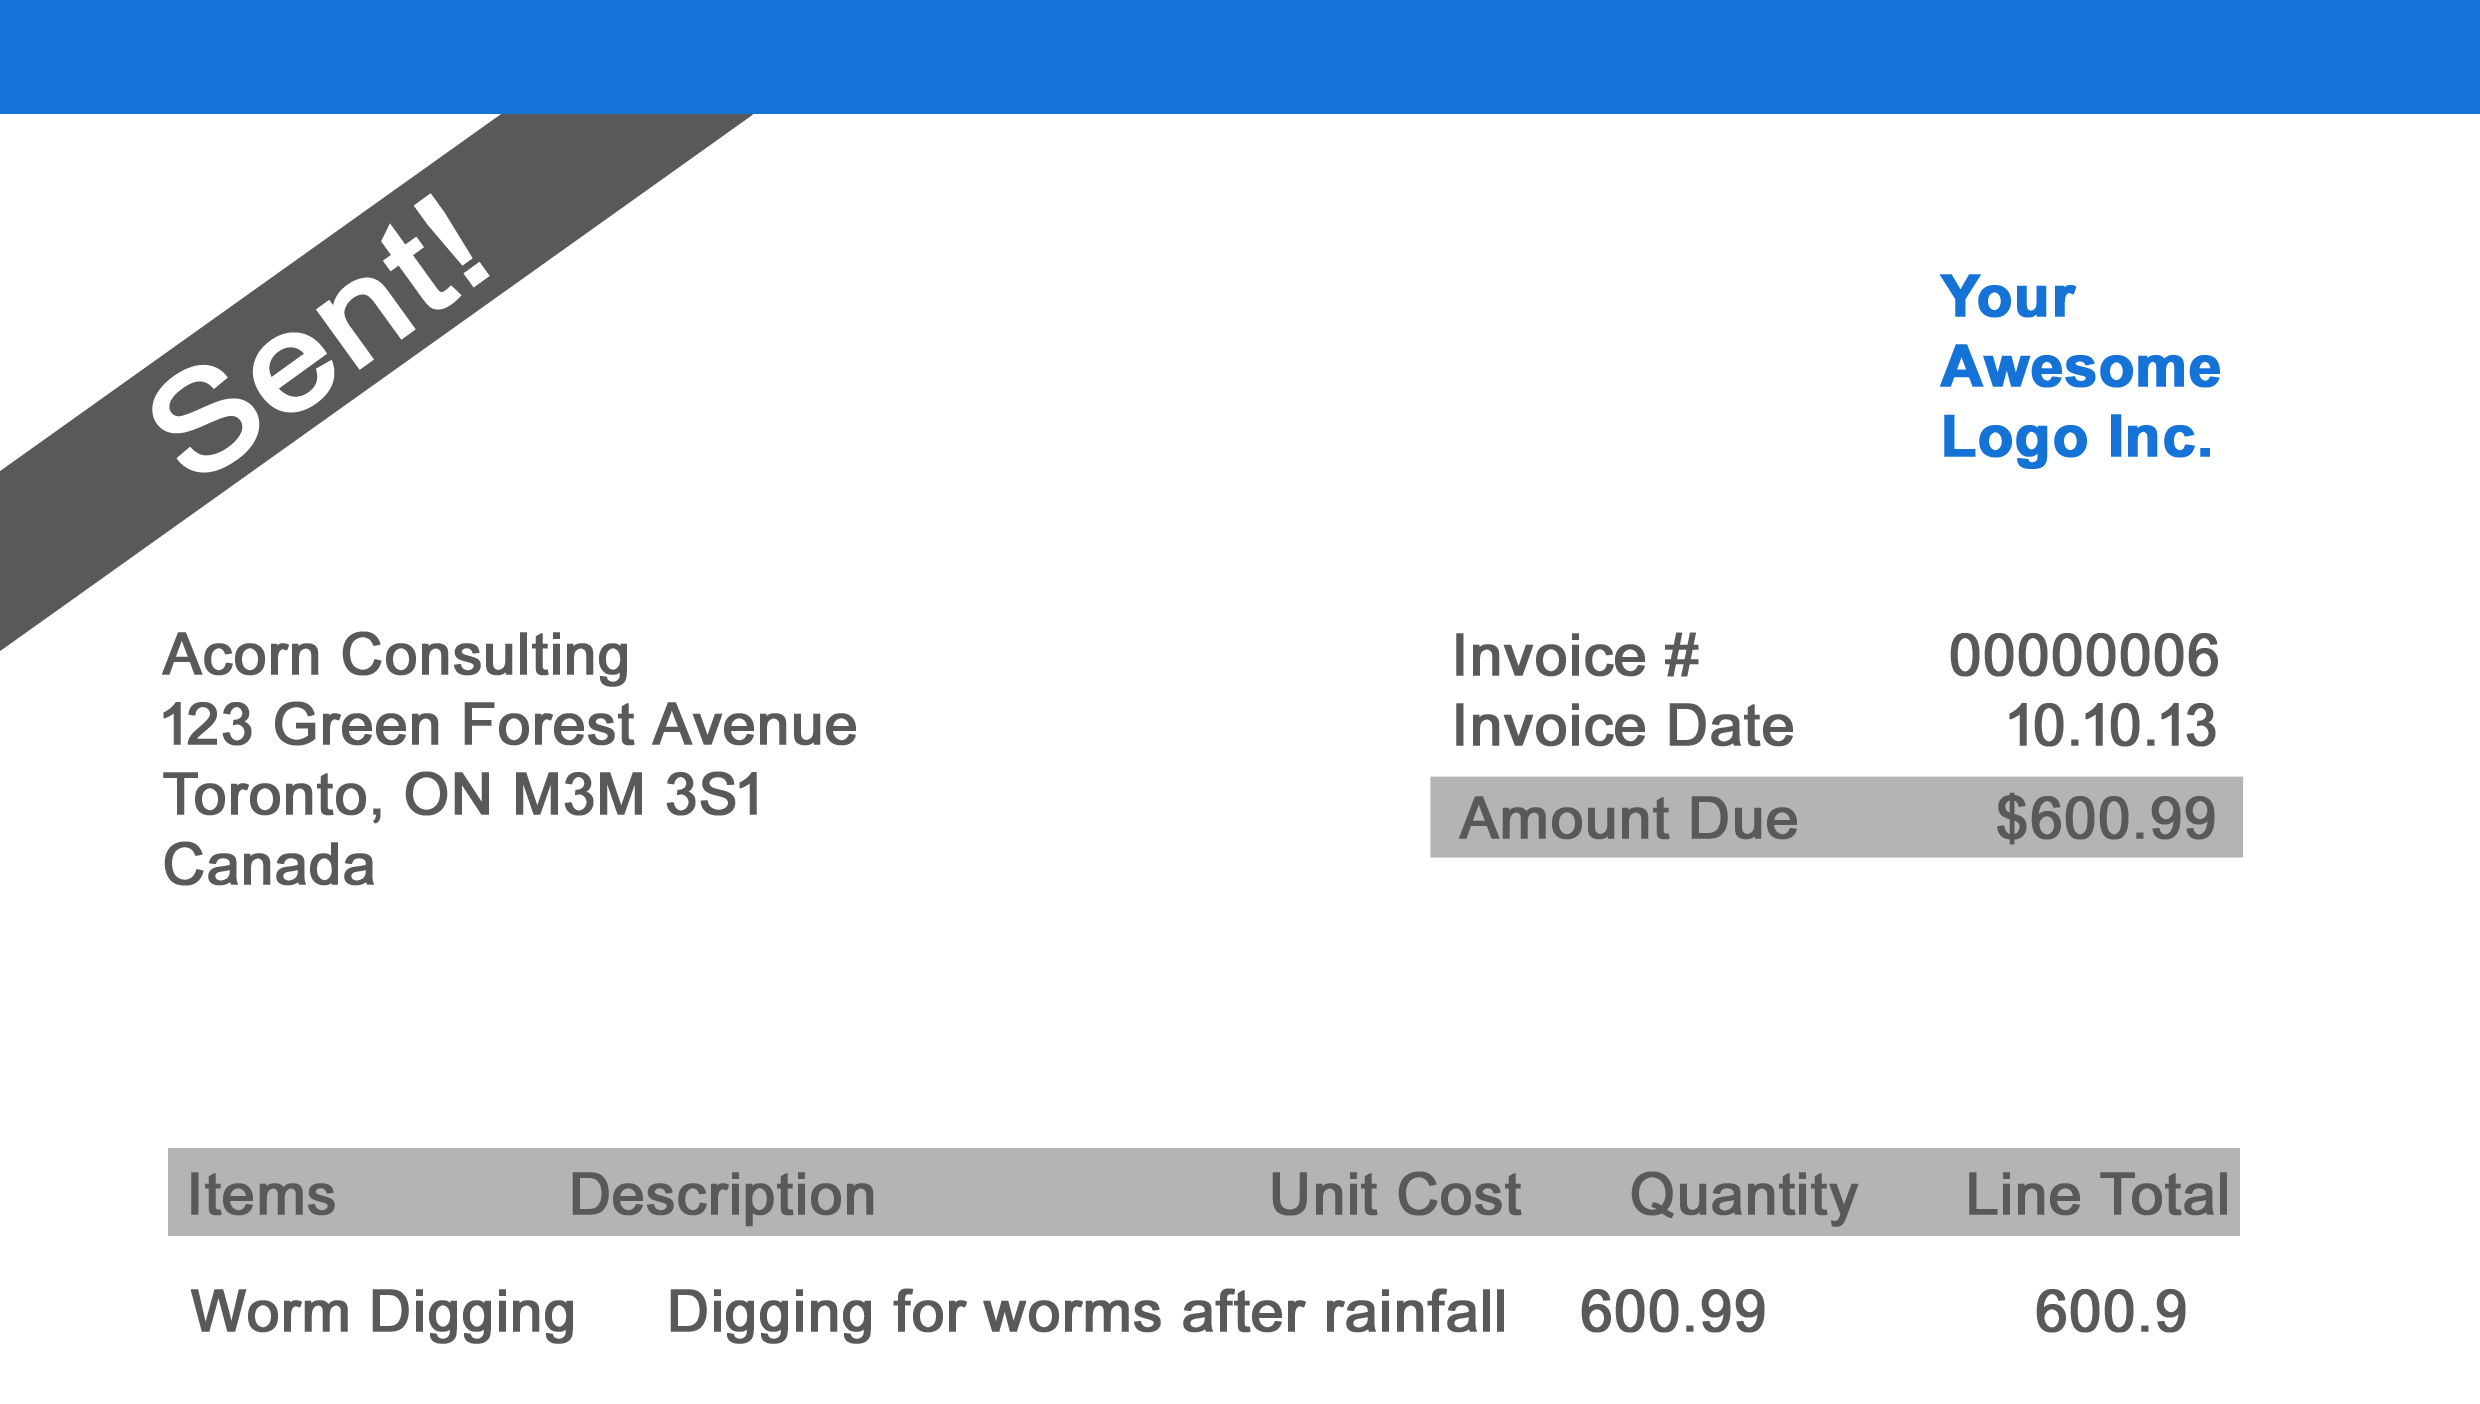 Sent!
Your
Awesome
Logo Inc.
Acorn Consulting
123 Green Forest Avenue
Toronto, ON M3M 3S1
Canada
Invoice # 00000006
Invoice Date 10.10.13
Amount Due $600.99
Items Description Unit Cost Quantity Line Total
Worm Digging Digging for worms after rainfall 600.99 600.9